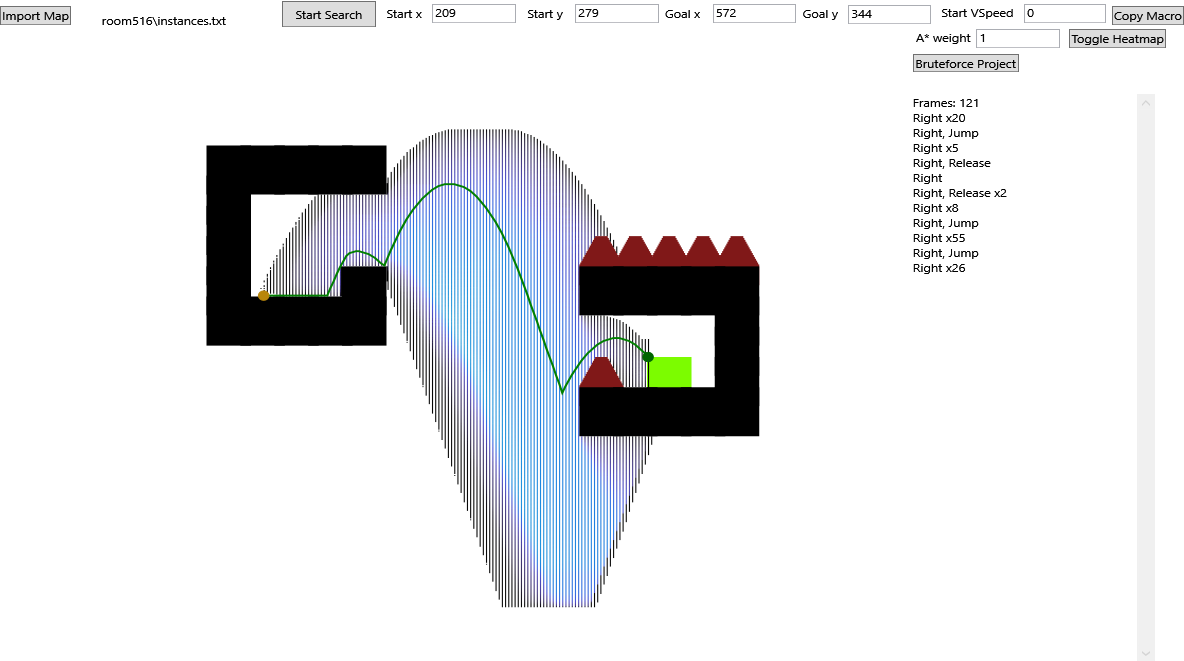 Import Map
room516\instances.txt
Start Search
Start x 209
Start y 279
Goal x 572
Goal y 344
Start VSpeed 0
Copy Macro
A* weight 1
Toggle Heatmap
Bruteforce Project
Frames: 121
Right x20
Right, Jump
Right x5
Right, Release
Right
Right, Release x2
Right x8
Right, Jump
Right x55
Right, Jump
Right x26